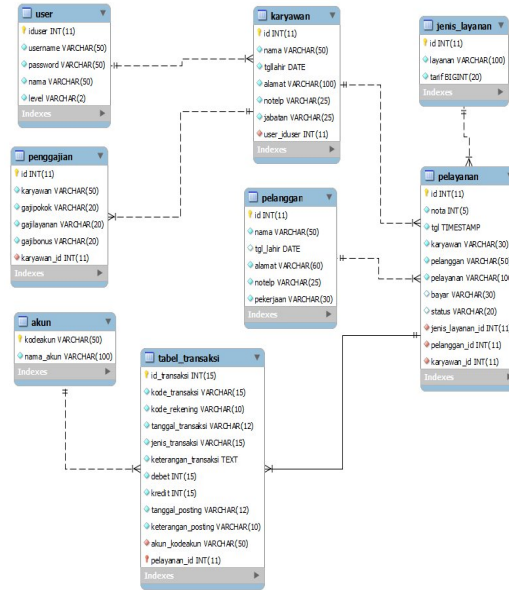 user
iduser INT(11)
username VARCHAR(50)
password VARCHAR(50)
nama VARCHAR(50)
level VARCHAR(2)
Indexes
karyawan
id INT(11)
nama VARCHAR(50)
tgllahir DATE
alamat VARCHAR(100)
notelp VARCHAR(25)
jabatan VARCHAR(25)
user_iduser INT(11)
Indexes
jenis_layanan
id INT(11)
layanan VARCHAR(100)
tarif BIGINT(20)
Indexes
penggajian
id INT(11)
karyawan VARCHAR(50)
gajipokok VARCHAR(20)
gajilayanan VARCHAR(20)
gajibonus VARCHAR(20)
karyawan_id INT(11)
Indexes
pelanggan
id INT(11)
nama VARCHAR(50)
tgl_lahir DATE
alamat VARCHAR(60)
notelp VARCHAR(25)
pekerjaan VARCHAR(30)
Indexes
pelayanan
id INT(11)
nota INT(5)
tgl TIMESTAMP
karyawan VARCHAR(30)
pelanggan VARCHAR(50
pelayanan VARCHAR(10
bayar VARCHAR(30)
status VARCHAR(20)
jenis_layanan_id INT(11
pelanggan_id INT(11)
karyawan_id INT(11)
Indexes
akun
kodeakun VARCHAR(50)
nama_akun VARCHAR(100)
Indexes
tabel_transaksi
id_transaksi INT(15)
kode_transaksi VARCHAR(15)
kode_rekening VARCHAR(10)
tanggal_transaksi VARCHAR(12)
jenis_transaksi VARCHAR(15)
keterangan_transaksi TEXT
debet INT(15)
kredit INT(15)
tanggal_posting VARCHAR(12)
keterangan_posting VARCHAR(10)
akun_kodeakun VARCHAR(50)
pelayanan_id INT(11)
Indexes